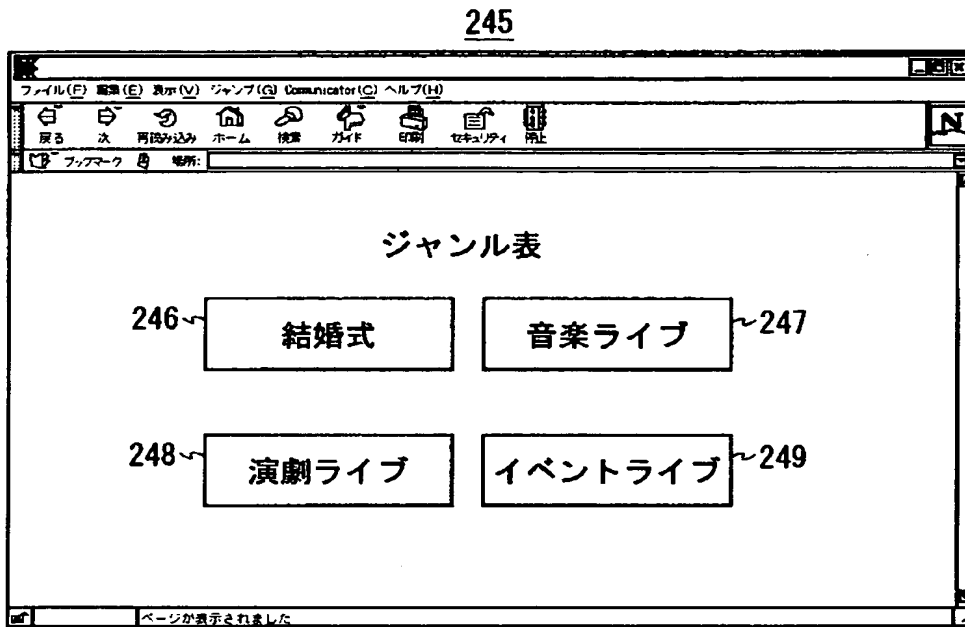 245
ファイル(F) 編集(E) 表示(V) ジャンプ(G) Communicator(C) ヘルプ(H)
戻る 次 再読み込み ホーム 検索 ガイド 印刷 セキュリティ 停止
N
ブックマーク 場所:
ジャンル表
246 結婚式 音楽ライブ 247
248 演劇ライブ イベントライブ 249
ページが表示されました